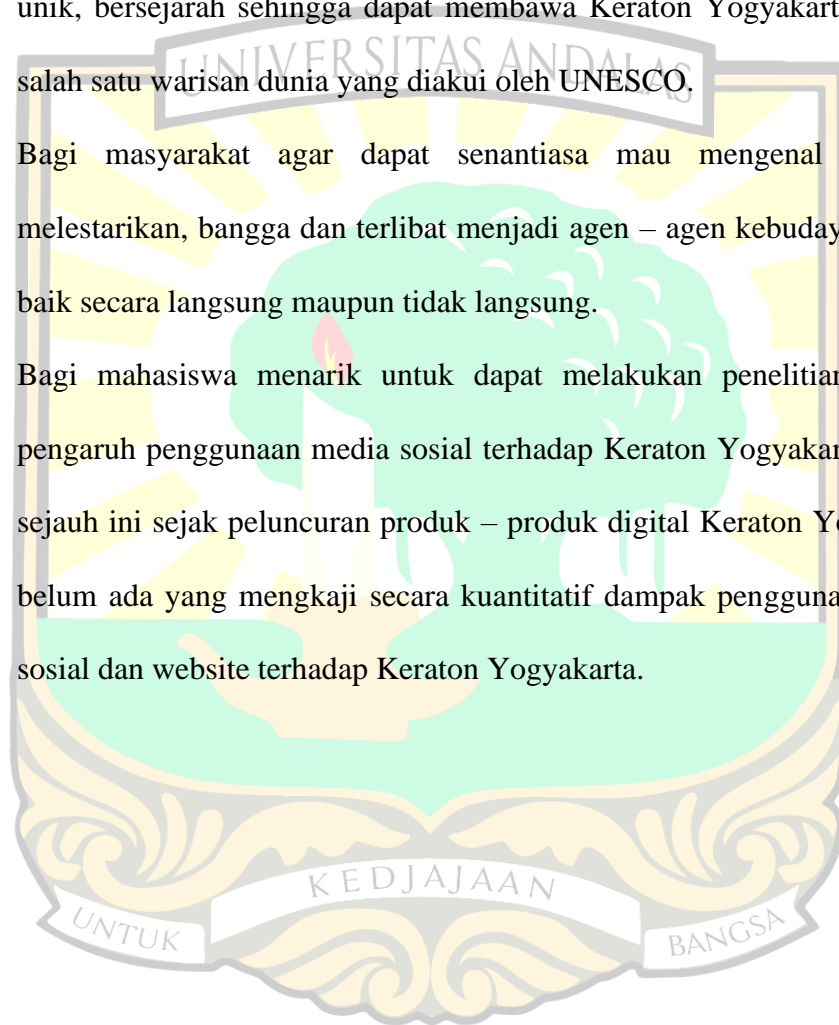 unik, bersejarah sehingga dapat membawa Keraton Yogyakart
UNIVERSITAS ANDALAS
salah satu warisan dunia yang diakui oleh UNESCO.
Bagi masyarakat agar dapat senantiasa mau mengenal
melestarikan, bangga dan terlibat menjadi agen – agen kebuday
baik secara langsung maupun tidak langsung.
Bagi mahasiswa menarik untuk dapat melakukan penelitian
pengaruh penggunaan media sosial terhadap Keraton Yogyakar
sejauh ini sejak peluncuran produk – produk digital Keraton Yo
belum ada yang mengkaji secara kuantitatif dampak pengguna
sosial dan website terhadap Keraton Yogyakarta.
KEDJAJAAN
UNTUK
BANGSA